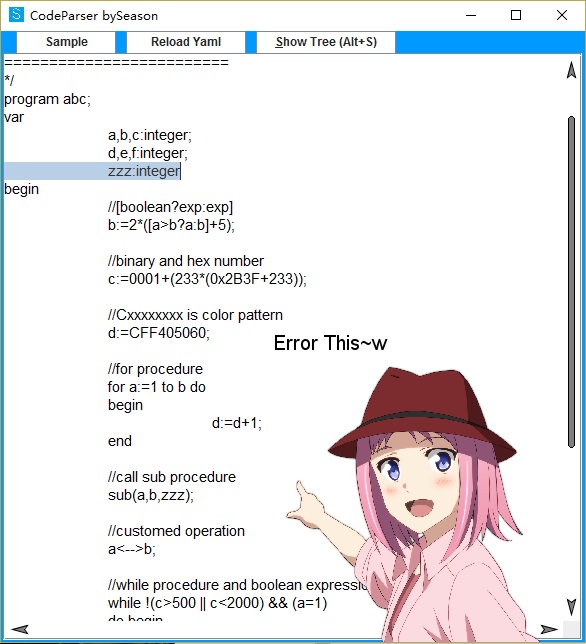 CodeParser bySeason
Sample
Reload Yaml
Show Tree (Alt+S)
=========================
*/
program abc;
var
a,b,c:integer;
d,e,f:integer;
zzz:integer
begin
//[boolean?exp:exp]
b:=2*([a>b?a:b]+5);
//binary and hex number
c:=0001+(233*(0x2B3F+233));
//Cxxxxxxxx is color pattern
d:=CFF405060;
Error This~w
//for procedure
for a:=1 to b do
begin
d:=d+1;
end
//call sub procedure
sub(a,b,zzz);
//customed operation
a<-->b;
//while procedure and boolean expressio
while !(c>500 || c<2000) && (a=1)
do begin